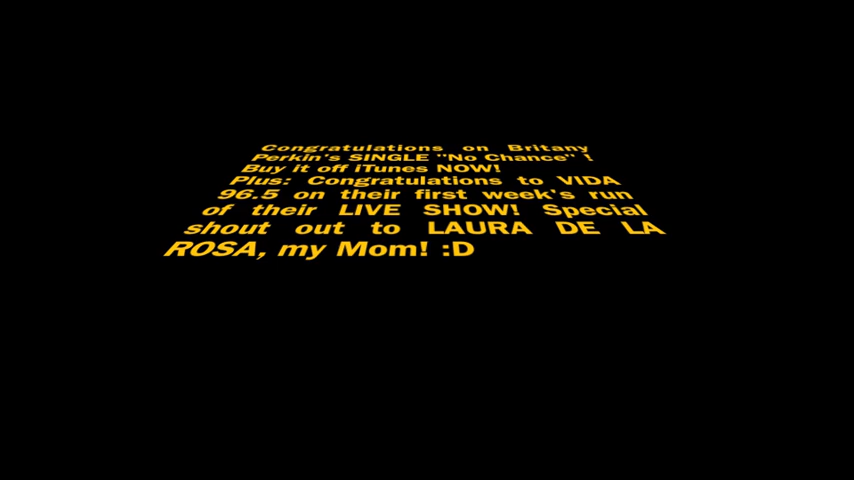 Congratulations on Britany
Perkin's SINGLE "No Chance" !
Buy it off iTunes NOW!
Plus: Congratulations to VIDA
96.5 on their first week's run
of their LIVE SHOW! Special
shout out to LAURA DE LA
ROSA, my Mom! :D